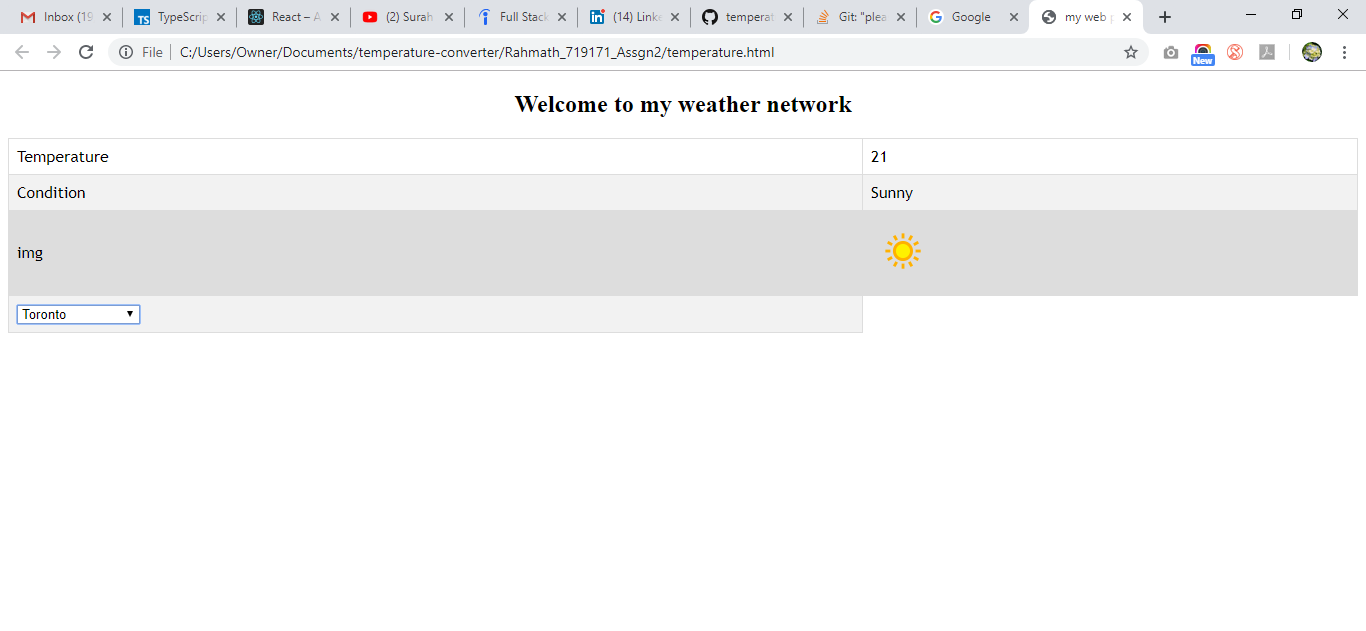 Inbox (19
TypeScrip
React – A
(2) Surah
Full Stack
(14) Linke
temperat
Git: "plea
Google
my web p
File
C:/Users/Owner/Documents/temperature-converter/Rahmath_719171_Assgn2/temperature.html
New
Welcome to my weather network
Temperature 21
Condition Sunny
img
Toronto